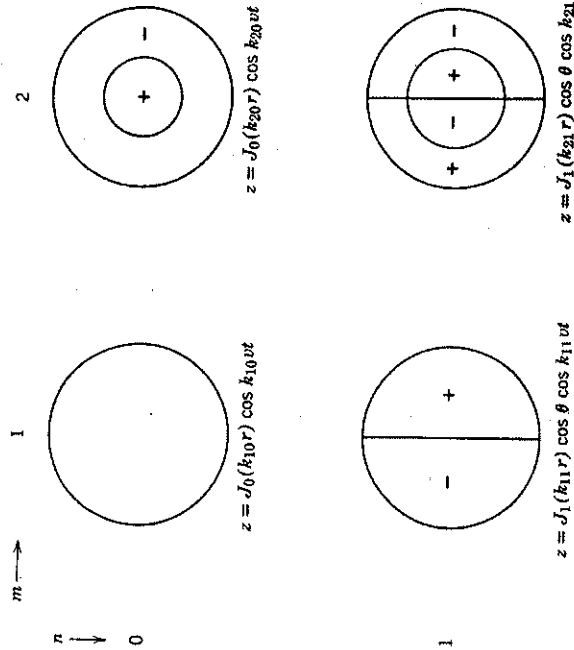 m →
1 2
n ↓
0
+ −
z = J₀(k₁₀r) cos k₁₀vt z = J₀(k₂₀r) cos k₂₀vt
1
− + + − + −
z = J₁(k₁₁r) cos θ cos k₁₁vt z = J₁(k₂₁r) cos θ cos k₂₁